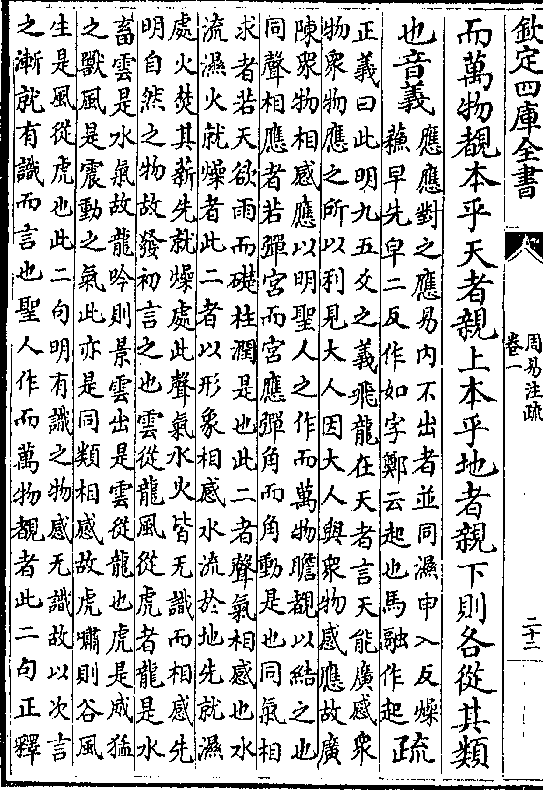 欽定四庫全書
周易注疏
卷一
二十二
而萬物覩本乎天者親上本乎地者親下則各從其類
也音義
應應對之應易内不出者並同濕申入反燥
蘓早先皁二反作如字鄭云起也馬融作起
疏
正義曰此明九五爻之義飛龍在天者言天能廣感衆
物衆物應之所以利見大人因大人與衆物感應故廣
陳衆物相感應以明聖人之作而萬物瞻覩以結之也
同聲相應者若彈宮而宮應彈角而角動是也同氣相
求者若天欲雨而礎柱潤是也此二者聲氣相感也水
流濕火就燥者此二者以形象相感水流於地先就濕
處火焚其薪先就燥處此聲氣水火皆无識而相感先
明自然之物故發初言之也雲從龍風從虎者龍是水
畜雲是水氣故龍吟則景雲出是雲從龍也虎是威猛
之獸風是震動之氣此亦是同類相感故虎嘯則谷風
生是風從虎也此二句明有識之物感无識故以次言
之漸就有識而言也聖人作而萬物覩者此二句正釋